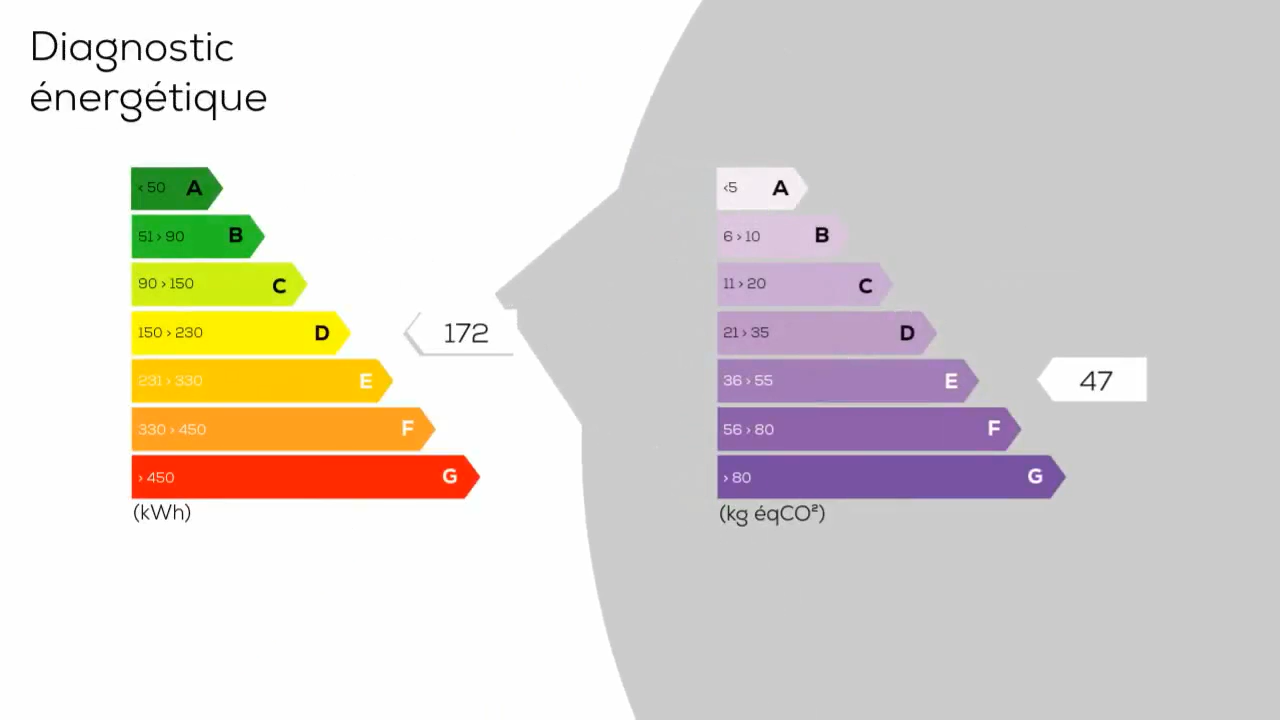 Diagnostic
énergétique
< 50 A
51 > 90 B
90 > 150 C
150 > 230 D
172
231 > 330 E
330 > 450 F
> 450 G
(kWh)
<5 A
6 > 10 B
11 > 20 C
21 > 35 D
36 > 55 E
47
56 > 80 F
> 80 G
(kg éqCO²)